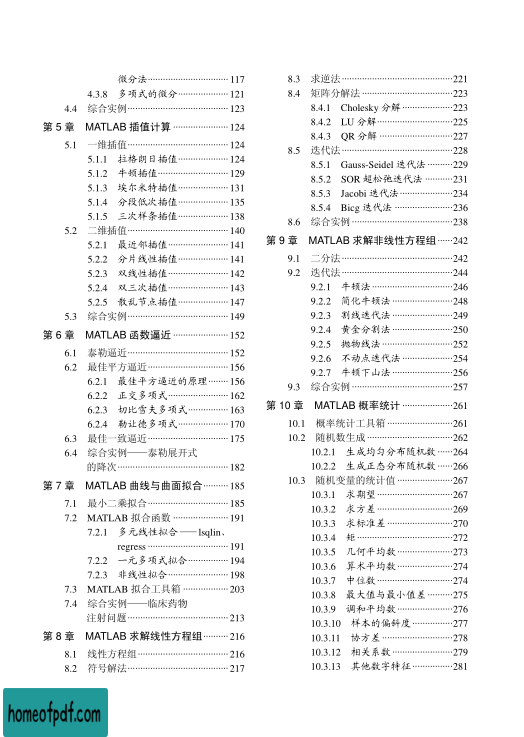 微分法 117
4.3.8 多项式的微分 121
4.4 综合实例 123
第 5 章 MATLAB 插值计算 124
5.1 一维插值 124
5.1.1 拉格朗日插值 124
5.1.2 牛顿插值 129
5.1.3 埃尔米特插值 131
5.1.4 分段低次插值 135
5.1.5 三次样条插值 138
5.2 二维插值 140
5.2.1 最近邻插值 141
5.2.2 分片线性插值 141
5.2.3 双线性插值 142
5.2.4 双三次插值 143
5.2.5 散乱节点插值 147
5.3 综合实例 149
第 6 章 MATLAB 函数逼近 152
6.1 泰勒逼近 152
6.2 最佳平方逼近 156
6.2.1 最佳平方逼近的原理 156
6.2.2 正交多项式 162
6.2.3 切比雪夫多项式 163
6.2.4 勒让德多项式 170
6.3 最佳一致逼近 175
6.4 综合实例——泰勒展开式
的降次 182
第 7 章 MATLAB 曲线与曲面拟合 185
7.1 最小二乘拟合 185
7.2 MATLAB 拟合函数 191
7.2.1 多元线性拟合 —— lsqlin、
regress 191
7.2.2 一元多项式拟合 194
7.2.3 非线性拟合 198
7.3 MATLAB 拟合工具箱 203
7.4 综合实例——临床药物
注射问题 213
第 8 章 MATLAB 求解线性方程组 216
8.1 线性方程组 216
8.2 符号解法 217
8.3 求逆法 221
8.4 矩阵分解法 223
8.4.1 Cholesky 分解 223
8.4.2 LU 分解 225
8.4.3 QR 分解 227
8.5 迭代法 228
8.5.1 Gauss-Seidel 迭代法 229
8.5.2 SOR 超松弛迭代法 231
8.5.3 Jacobi 迭代法 234
8.5.4 Bicg 迭代法 236
8.6 综合实例 238
第 9 章 MATLAB 求解非线性方程组 242
9.1 二分法 242
9.2 迭代法 244
9.2.1 牛顿法 246
9.2.2 简化牛顿法 248
9.2.3 割线迭代法 249
9.2.4 黄金分割法 250
9.2.5 抛物线法 252
9.2.6 不动点迭代法 254
9.2.7 牛顿下山法 256
9.3 综合实例 257
第 10 章 MATLAB 概率统计 261
10.1 概率统计工具箱 261
10.2 随机数生成 262
10.2.1 生成均匀分布随机数 264
10.2.2 生成正态分布随机数 266
10.3 随机变量的统计值 267
10.3.1 求期望 267
10.3.2 求方差 269
10.3.3 求标准差 270
10.3.4 矩 272
10.3.5 几何平均数 273
10.3.6 算术平均数 274
10.3.7 中位数 274
10.3.8 最大值与最小值差 275
10.3.9 调和平均数 276
10.3.10 样本的偏斜度 277
10.3.11 协方差 278
10.3.12 相关系数 279
10.3.13 其他数字特征 281
homeofpdf.com